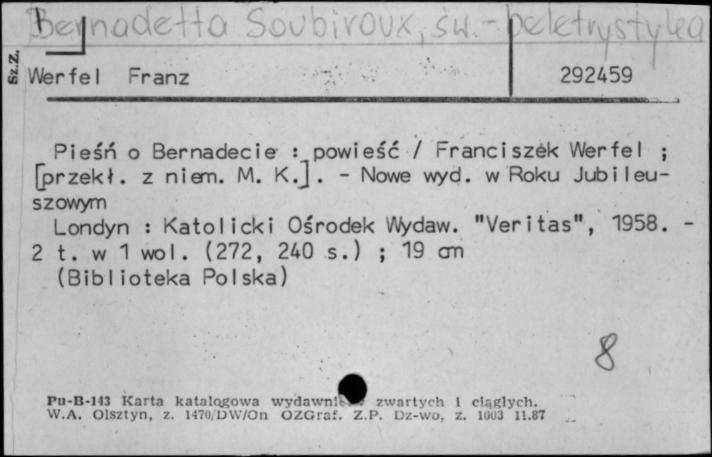 Bernadetta Soubiroux, św. - beletrystyka
Sz.Z.
Werfel Franz 292459
Pieśń o Bernadecie : powieść / Franciszek Werfel ;
[przekł. z niem. M. K.]. - Nowe wyd. w Roku Jubileu-
szowym
Londyn : Katolicki Ośrodek Wydaw. "Veritas", 1958. -
2 t. w 1 wol. (272, 240 s.) ; 19 cm
(Biblioteka Polska)
8
Pu-B-143 Karta katalogowa wydawni zwartych i ciągłych.
W.A. Olsztyn, z. 1470/DW/On OZGraf. Z.P. Dz-wo, z. 1003 11.87